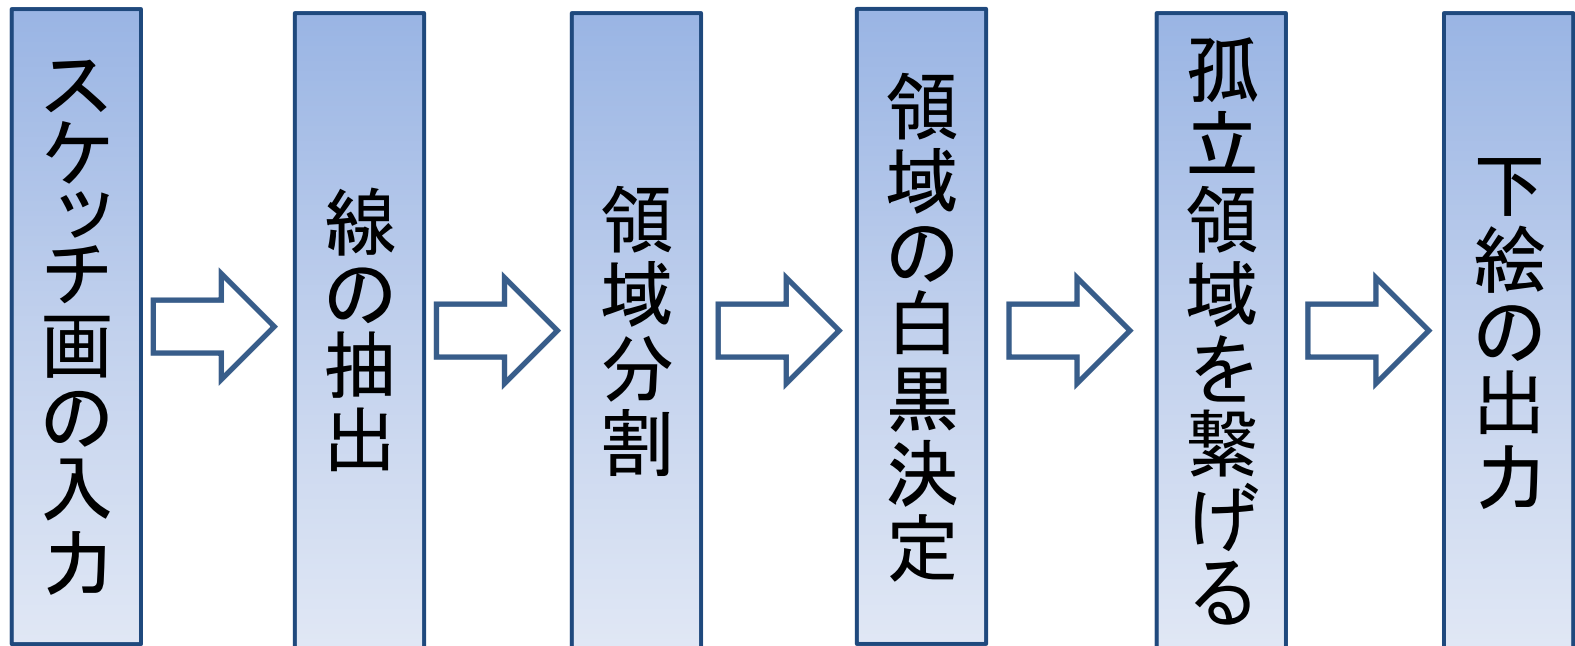 スケッチ画の入力
線の抽出
領域分割
領域の白黒決定
孤立領域を繋げる
下絵の出力